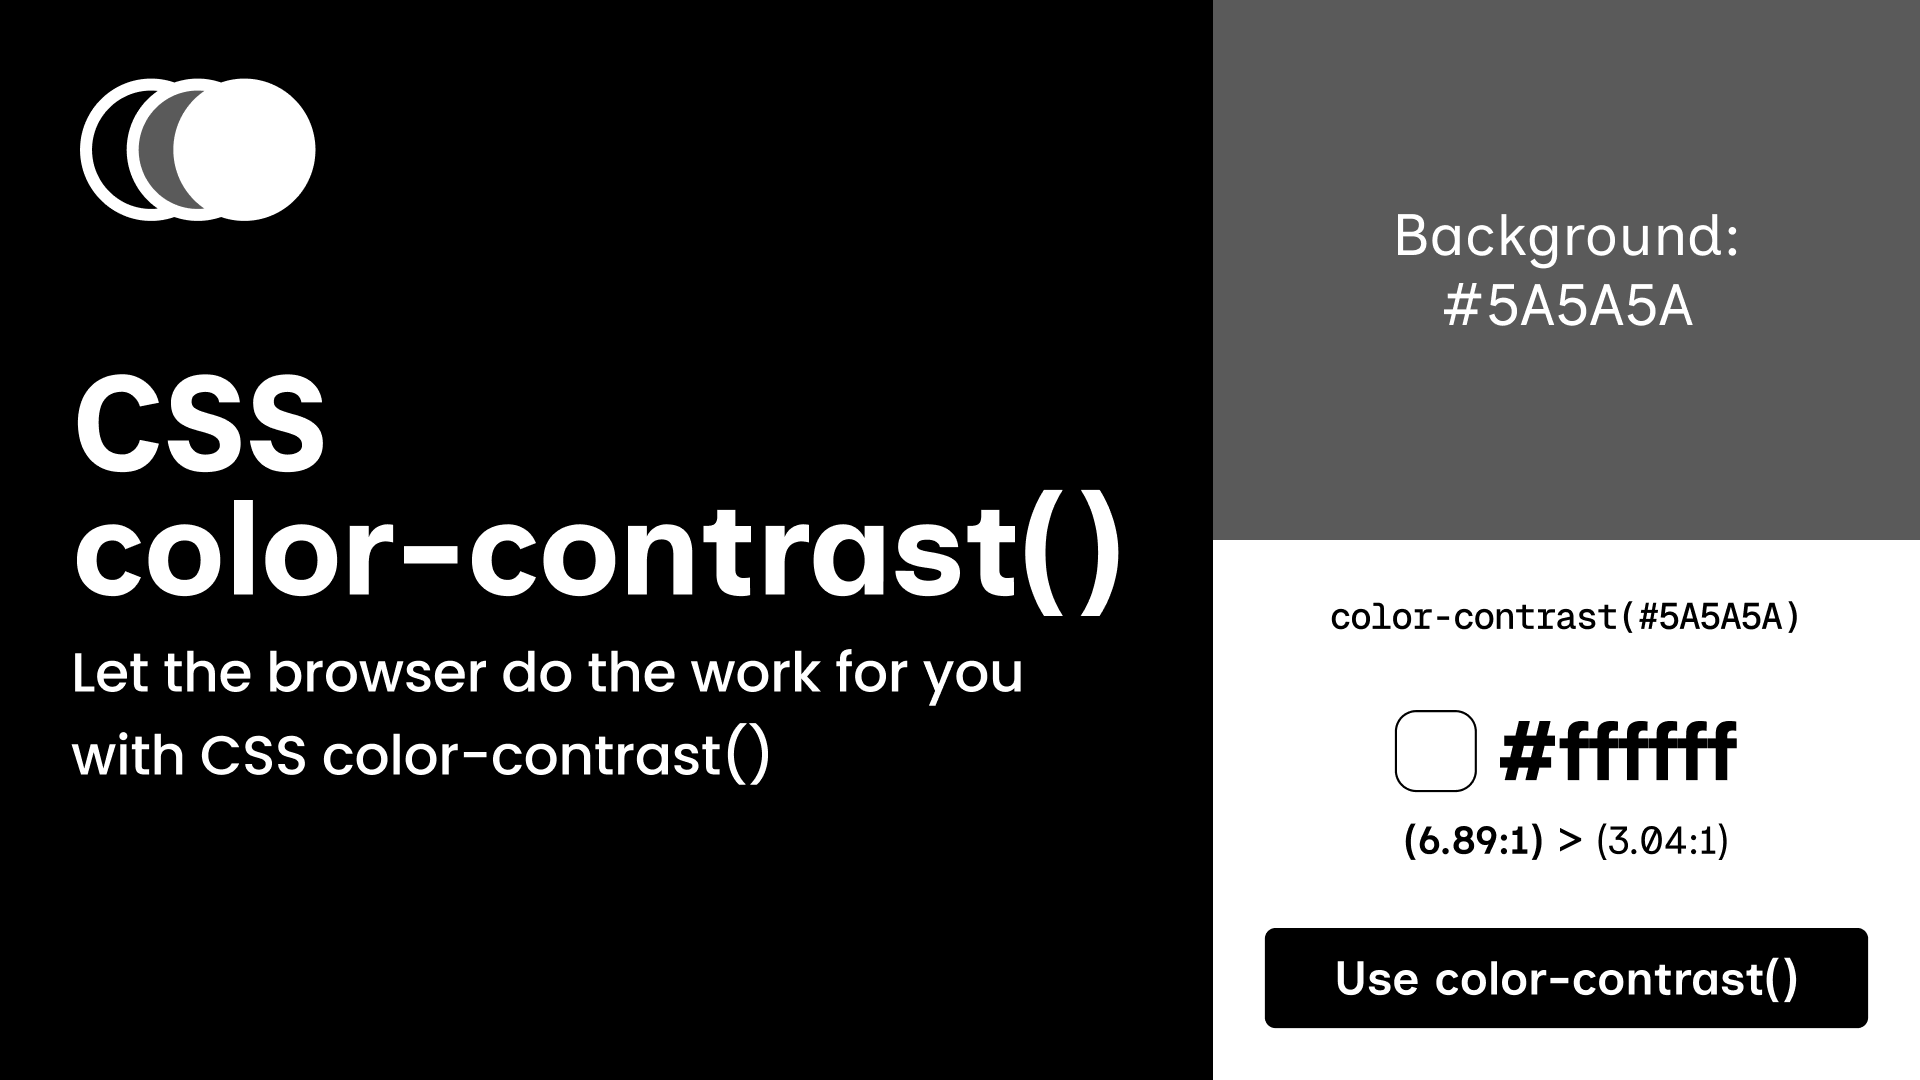 CSS
color-contrast()
Let the browser do the work for you
with CSS color-contrast()
Background:
#5A5A5A
color-contrast(#5A5A5A)
#ffffff
(6.89:1) > (3.04:1)
Use color-contrast()